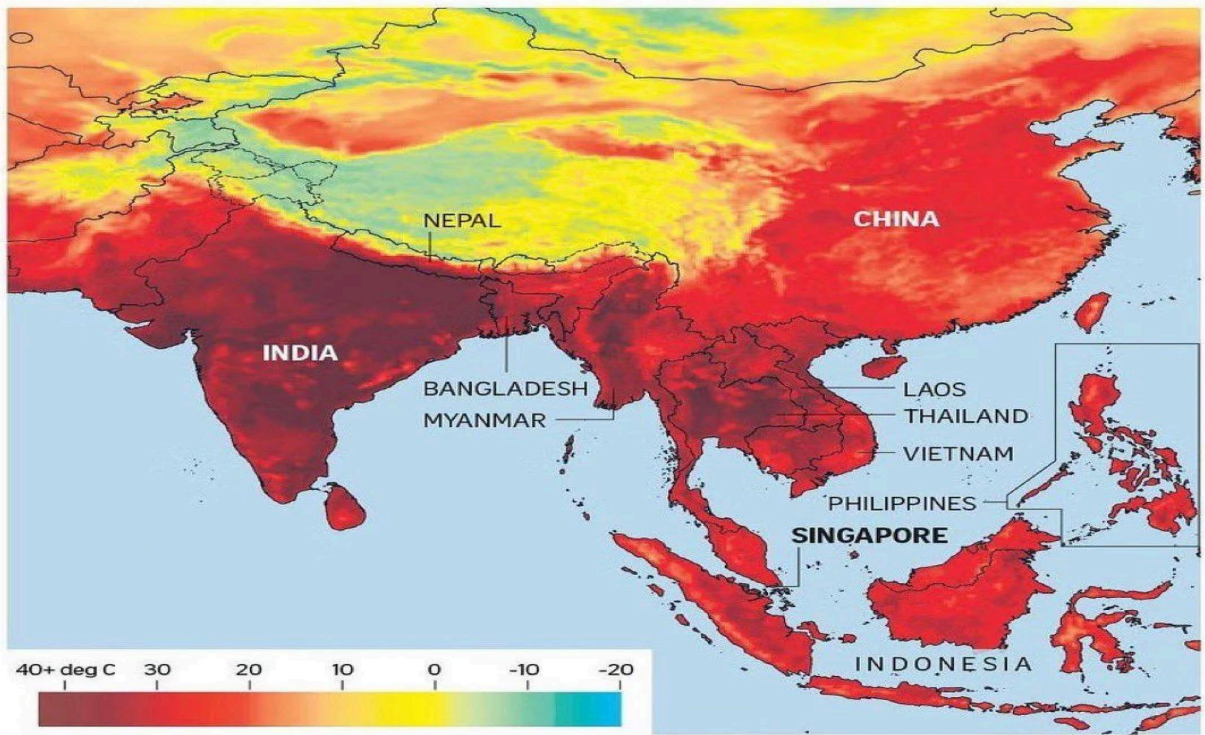 NEPAL
CHINA
INDIA
BANGLADESH
MYANMAR
LAOS
THAILAND
VIETNAM
PHILIPPINES
SINGAPORE
INDONESIA
40+ deg C 30 20 10 0 -10 -20